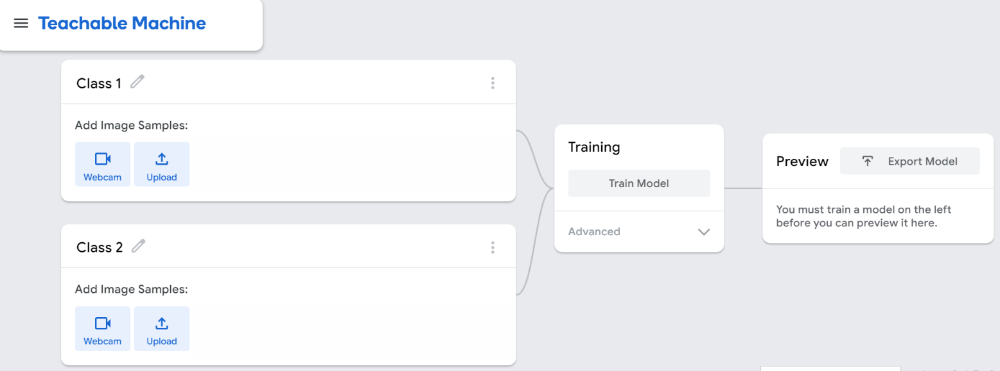 Teachable Machine
Class 1
Add Image Samples:
Webcam
Upload
Class 2
Add Image Samples:
Webcam
Upload
Training
Train Model
Advanced
Preview
Export Model
You must train a model on the left
before you can preview it here.